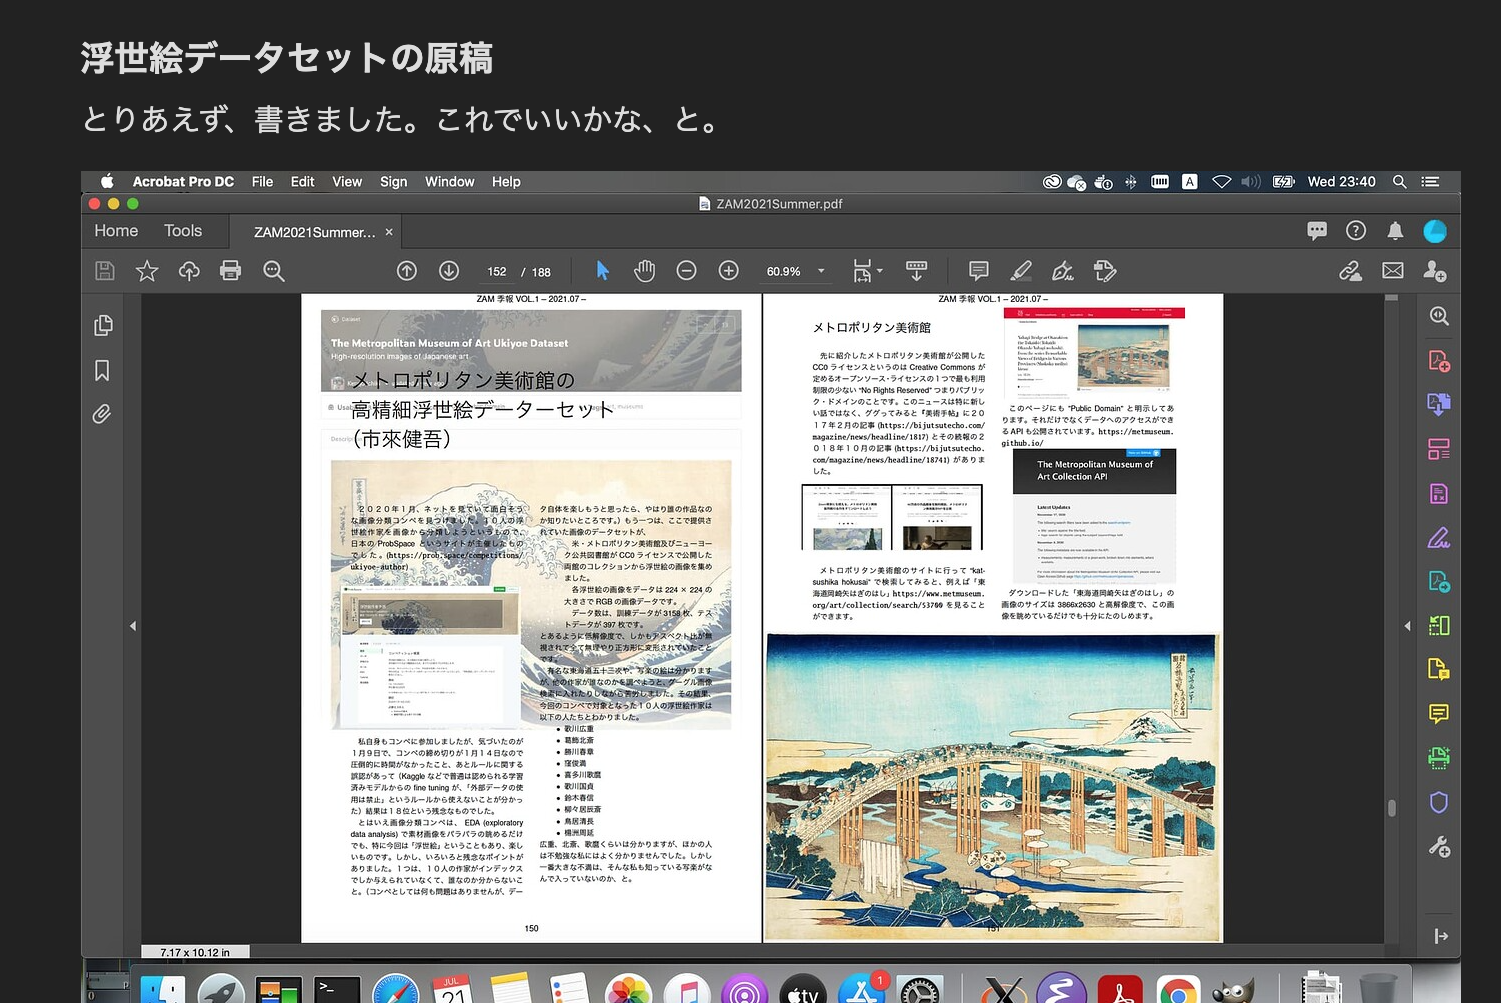 浮世絵データセットの原稿
とりあえず、書きました。これでいいかな、と。
Acrobat Pro DC File Edit View Sign Window Help
A Wed 23:40
ZAM2021Summer.pdf
Home Tools ZAM2021Summer... ×
152 / 188 60.9%
ZAM 季報 VOL.1 – 2021.07 –
Dataset
The Metropolitan Museum of Art Ukiyoe Dataset
High-resolution images of Japanese art
メトロポリタン美術館の
高精細浮世絵データーセット
(市來健吾)
２０２０年1月、ネットを見ていて面白そう
な画像分類コンペを見つけました。１０人の浮
世絵作家を画像から分類しようというもので、
日本の ProbSpace というサイトが主催したもの
でした。(https://prob.space/competitions/
ukiyoe-author)
私自身もコンペに参加しましたが、気づいたのが
１月９日で、コンペの締め切りが１月１４日なので
圧倒的に時間がなかったこと、あとルールに関する
誤認があって（Kaggle などで普通は認められる学習
済みモデルからの fine tuning が、「外部データの使
用は禁止」というルールから使えないことが分かっ
た）結果は１８位という残念なものでした。
とはいえ画像分類コンペは、 EDA (exploratory
data analysis) で素材画像をパラパラの眺めるだけ
でも、特に今回は「浮世絵」ということもあり、楽し
いものです。しかし、いろいろと残念なポイントが
ありました。１つは、１０人の作家がインデックス
でしか与えられていなくて、誰なのか分からないこ
と。（コンペとしては何も問題はありませんが、デー
タ自体を楽しもうと思ったら、やはり誰の作品なの
か知りたいところです。）もう一つは、ここで提供さ
れていた画像のデータセットが、
米・メトロポリタン美術館及びニューヨー
ク公共図書館が CC0 ライセンスで公開した
両館のコレクションから浮世絵の画像を集め
ました。
各浮世絵の画像をデータは 224 × 224 の
大きさで RGB の画像データです。
データ数は、訓練データが 3158 枚、テス
トデータが 397 枚です。
とあるように低解像度で、しかもアスペクト比が無
視されて全て無理やり正方形に変形されていたこと
です。
有名な東海道五十三次や、写楽の絵は分かります
が、他の作家が誰なのかを調べようと、グーグル画像
検索に入れたりしながら苦労しました。その結果、
今回のコンペで対象となった１０人の浮世絵作家は
以下の人たちとわかりました。
• 歌川広重
• 葛飾北斎
• 勝川春章
• 窪俊満
• 喜多川歌麿
• 歌川国貞
• 鈴木春信
• 柳々居辰斎
• 鳥居清長
• 楊洲周延
広重、北斎、歌麿くらいは分かりますが、ほかの人
は不勉強な私にはよく分かりませんでした。しかし
一番大きな不満は、そんな私も知っている写楽がな
んで入っていないのか、と。
150
ZAM 季報 VOL.1 – 2021.07 –
メトロポリタン美術館
先に紹介したメトロポリタン美術館が公開した
CC0 ライセンスというのは Creative Commons が
定めるオープンソース・ライセンスの１つで最も利用
制限の少ない “No Rights Reserved” つまりパブリッ
ク・ドメインのことです。このニュースは特に新し
い話ではなく、ググってみると『美術手帖』に２０
１７年２月の記事 (https://bijutsutecho.com/
magazine/news/headline/1817) とその続報の２
０１８年１０月の記事 (https://bijutsutecho.
com/magazine/news/headline/18741) がありま
した。
メトロポリタン美術館のサイトに行って “kat-
sushika hokusai” で検索してみると、例えば「東
海道岡崎矢はぎのはし」https://www.metmuseum.
org/art/collection/search/53700 を見ること
ができます。
このページにも “Public Domain” と明示してあ
ります。それだけでなくデータへのアクセスができ
る API も公開されています。https://metmuseum.
github.io/
The Metropolitan Museum of
Art Collection API
Latest Updates
ダウンロードした「東海道岡崎矢はぎのはし」の
画像のサイズは 3866x2630 と高解像度で、この画
像を眺めているだけでも十分にたのしめます。
151
7.17 x 10.12 in
JUL
21
tv
1